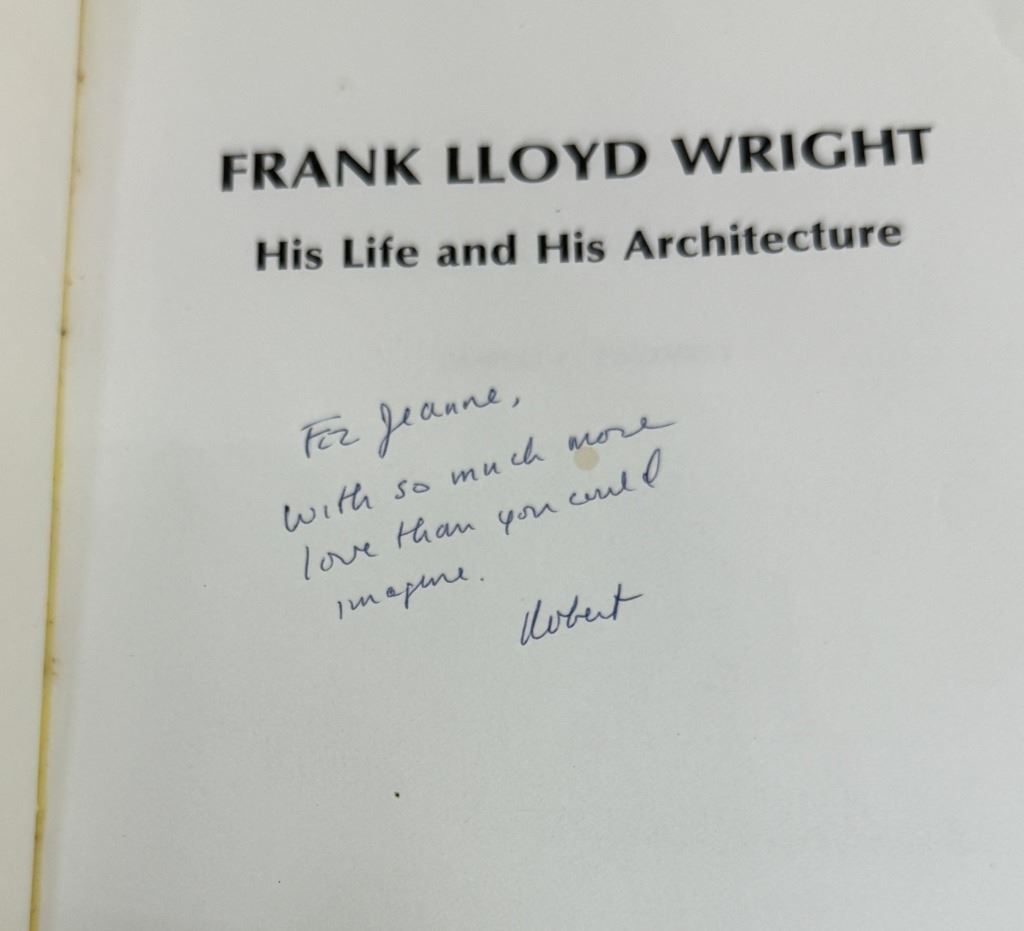 FRANK LLOYD WRIGHT
His Life and His Architecture
For Jeanne,
with so much more
love than you could
imagine.
Robert